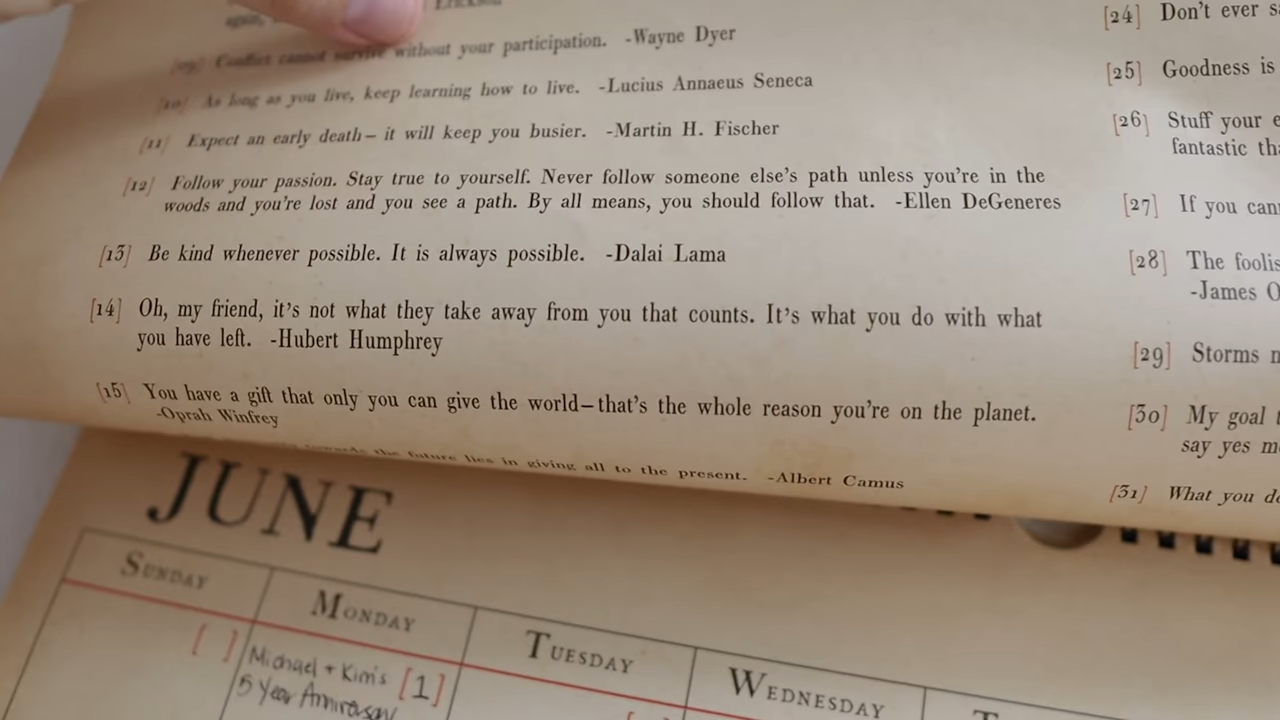 without your participation. -Wayne Dyer
[10] As long as you live, keep learning how to live. -Lucius Annaeus Seneca
[11] Expect an early death— it will keep you busier. -Martin H. Fischer
[12] Follow your passion. Stay true to yourself. Never follow someone else's path unless you're in the
woods and you're lost and you see a path. By all means, you should follow that. -Ellen DeGeneres
[13] Be kind whenever possible. It is always possible. -Dalai Lama
[14] Oh, my friend, it's not what they take away from you that counts. It's what you do with what
you have left. -Hubert Humphrey
[15] You have a gift that only you can give the world—that's the whole reason you're on the planet.
-Oprah Winfrey
the future lies in giving all to the present. -Albert Camus
[24] Don't ever
[25] Goodness is
[26] Stuff your
fantastic
[27] If you
[28] The
-James
[29] Storms
[30] My goal
say yes
[31] What you
JUNE
SUNDAY
MONDAY
TUESDAY
WEDNESDAY
[ ]
Michael + Kim's [1]
5 Year Anniversary